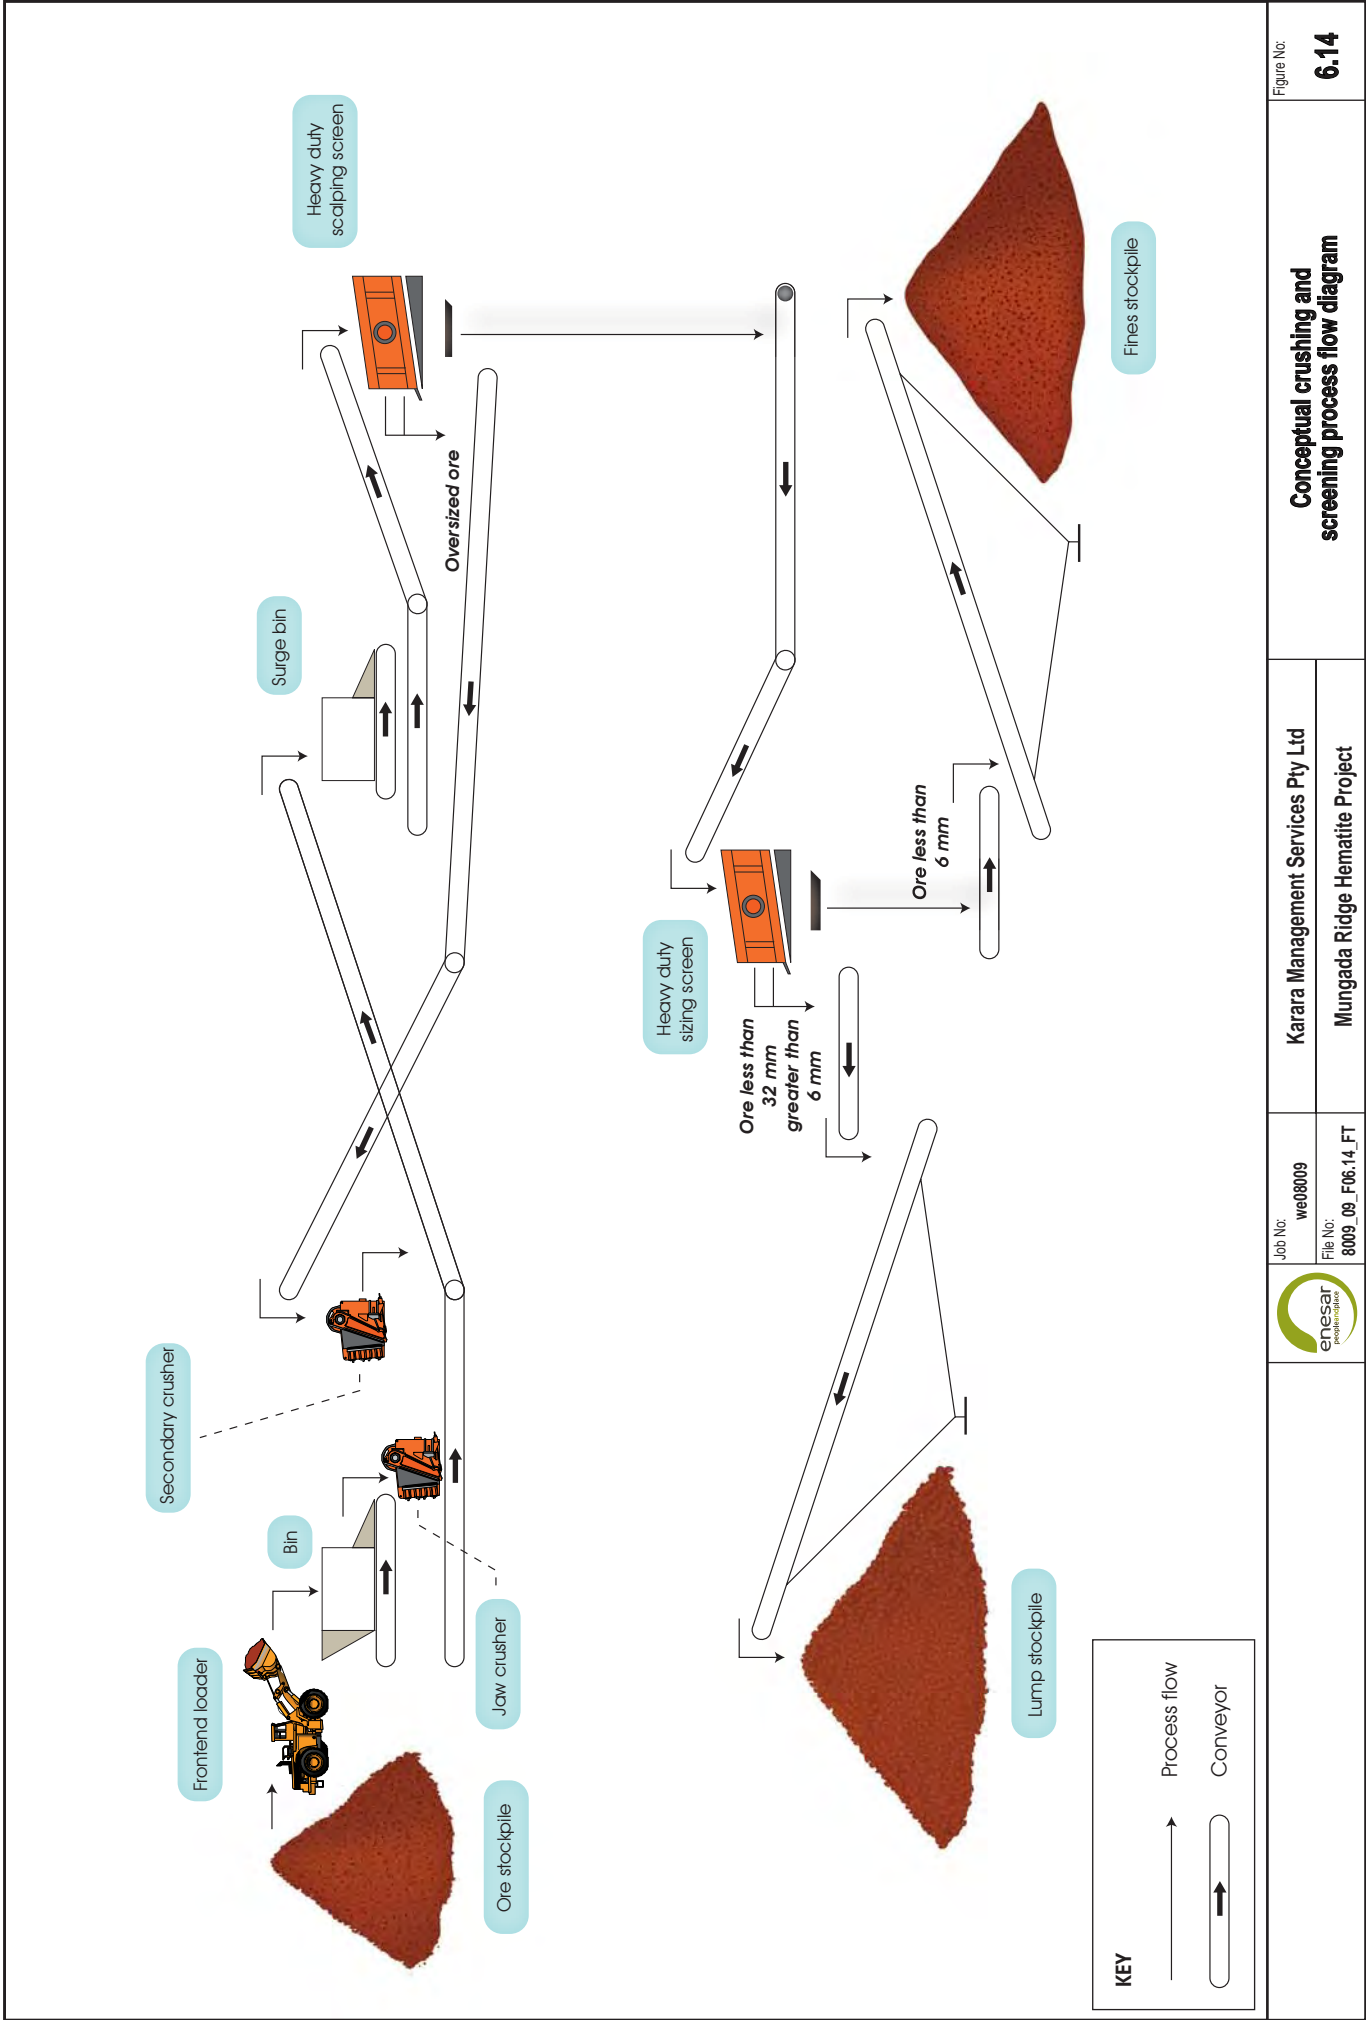 Frontend loader
Ore stockpile
Bin
Jaw crusher
Secondary crusher
Surge bin
Heavy duty
scalping screen
Oversized ore
Heavy duty
sizing screen
Ore less than
32 mm
greater than
6 mm
Ore less than
6 mm
Lump stockpile
Fines stockpile
KEY
Process flow
Conveyor
enesar
peopleandplace
Job No:
we08009
File No:
8009_09_F06.14_FT
Karara Management Services Pty Ltd
Mungada Ridge Hematite Project
Conceptual crushing and
screening process flow diagram
Figure No:
6.14